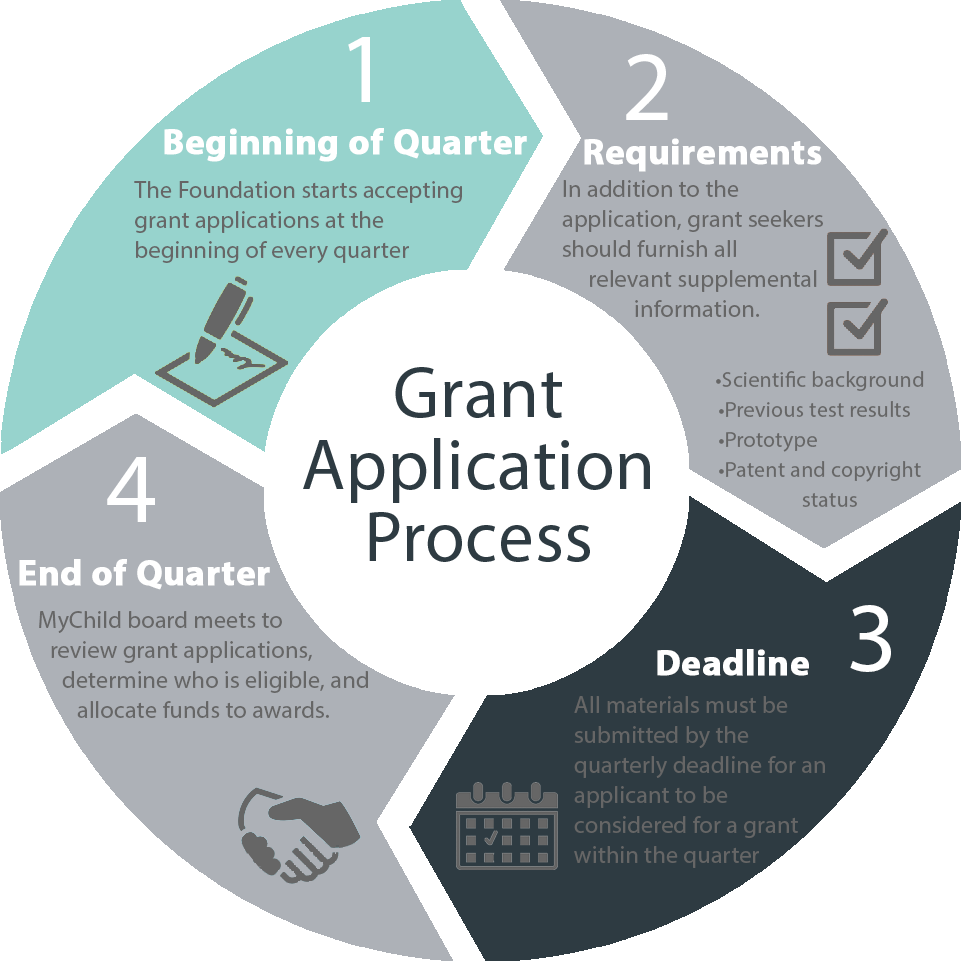 1
Beginning of Quarter
The Foundation starts accepting
grant applications at the
beginning of every quarter
2
Requirements
In addition to the
application, grant seekers
should furnish all
relevant supplemental
information.
•Scientific background
•Previous test results
•Prototype
•Patent and copyright
status
Grant
Application
Process
3
Deadline
All materials must be
submitted by the
quarterly deadline for an
applicant to be
considered for a grant
within the quarter
4
End of Quarter
MyChild board meets to
review grant applications,
determine who is eligible, and
allocate funds to awards.